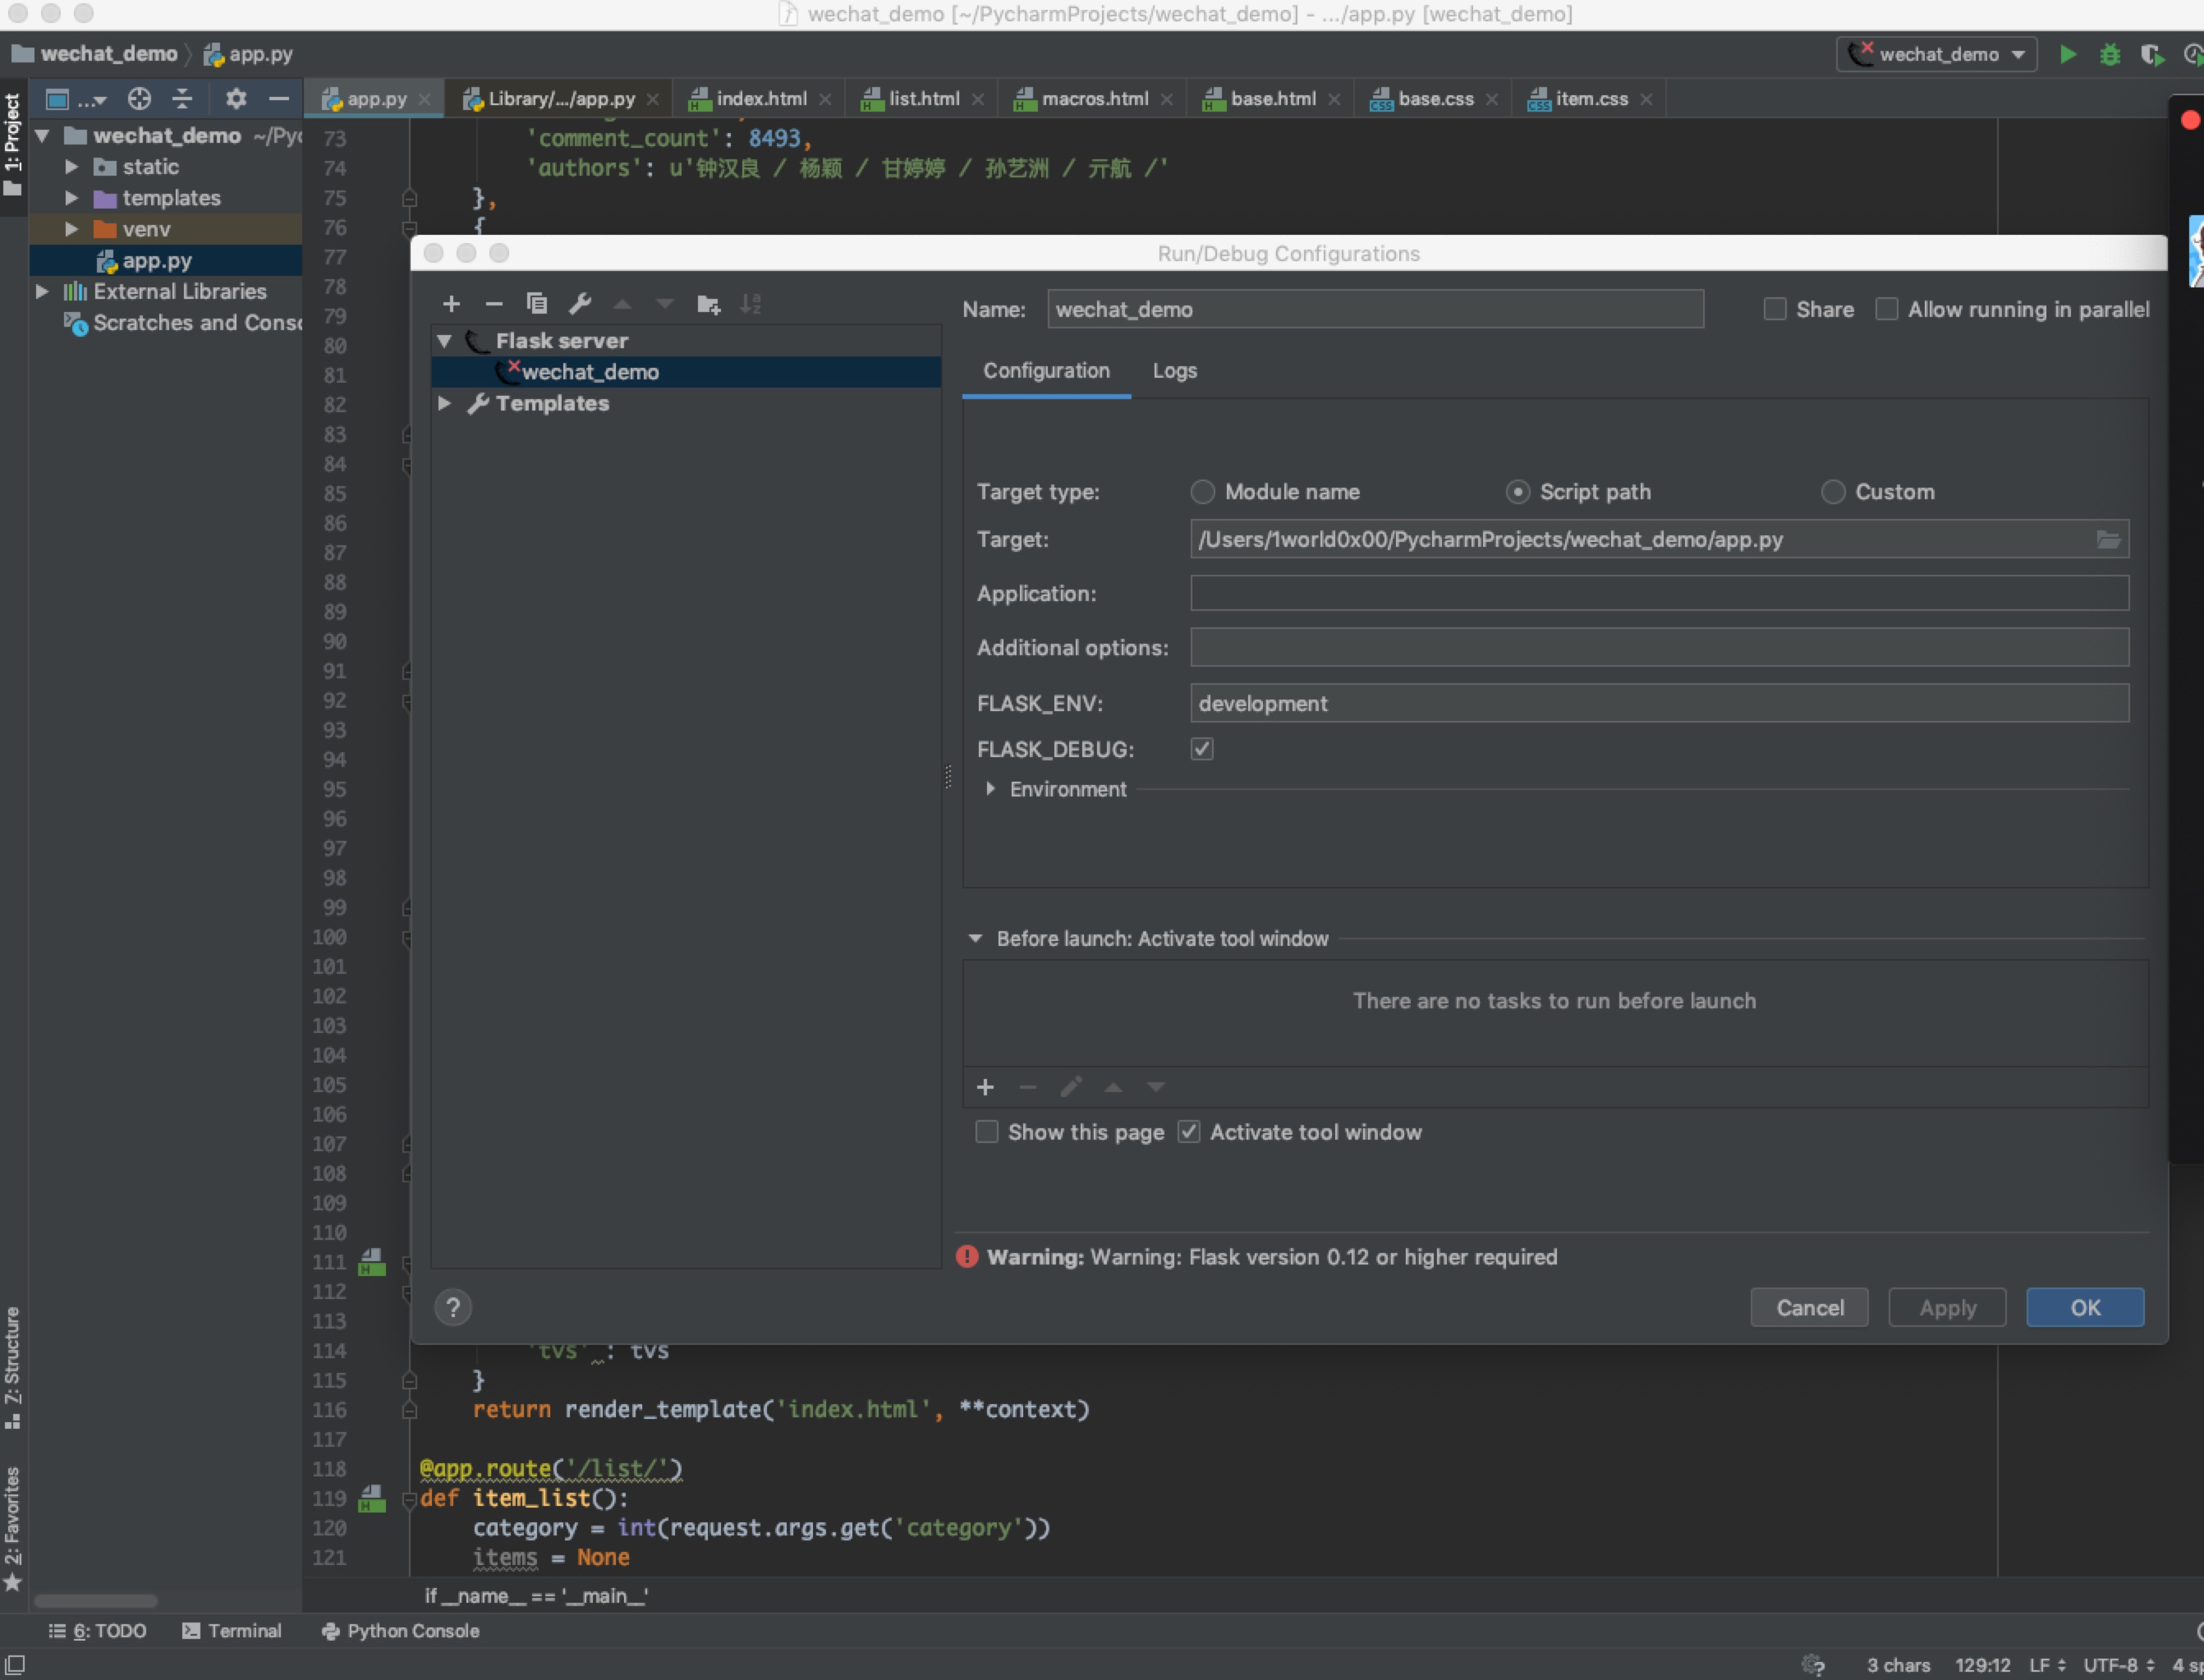 wechat_demo [~/PycharmProjects/wechat_demo] - .../app.py [wechat_demo]
wechat_demo
app.py
wechat_demo
1: Project
...
app.py
Library/.../app.py
index.html
list.html
macros.html
base.html
base.css
item.css
wechat_demo ~/Pyc
static
templates
venv
app.py
External Libraries
Scratches and Consc
73 'comment_count': 8493,
74 'authors': u'钟汉良 / 杨颖 / 甘婷婷 / 孙艺洲 / 亓航 /'
75 },
76 {
77
78
79
80
81
82
83
84
85
86
87
88
89
90
91
92
93
94
95
96
97
98
99
100
101
102
103
104
105
106
107
108
109
110
111
112
113
114 'tvs' : tvs
115 }
116 return render_template('index.html', **context)
117
118 @app.route('/list/')
119 def item_list():
120 category = int(request.args.get('category'))
121 items = None
if __name__ == '__main__'
Run/Debug Configurations
Flask server
wechat_demo
Templates
Name: wechat_demo
Share
Allow running in parallel
Configuration
Logs
Target type: Module name Script path Custom
Target: /Users/1world0x00/PycharmProjects/wechat_demo/app.py
Application:
Additional options:
FLASK_ENV: development
FLASK_DEBUG:
Environment
Before launch: Activate tool window
There are no tasks to run before launch
Show this page Activate tool window
Warning: Warning: Flask version 0.12 or higher required
?
Cancel
Apply
OK
7: Structure
2: Favorites
6: TODO
Terminal
Python Console
3 chars 129:12 LF UTF-8 4 sp